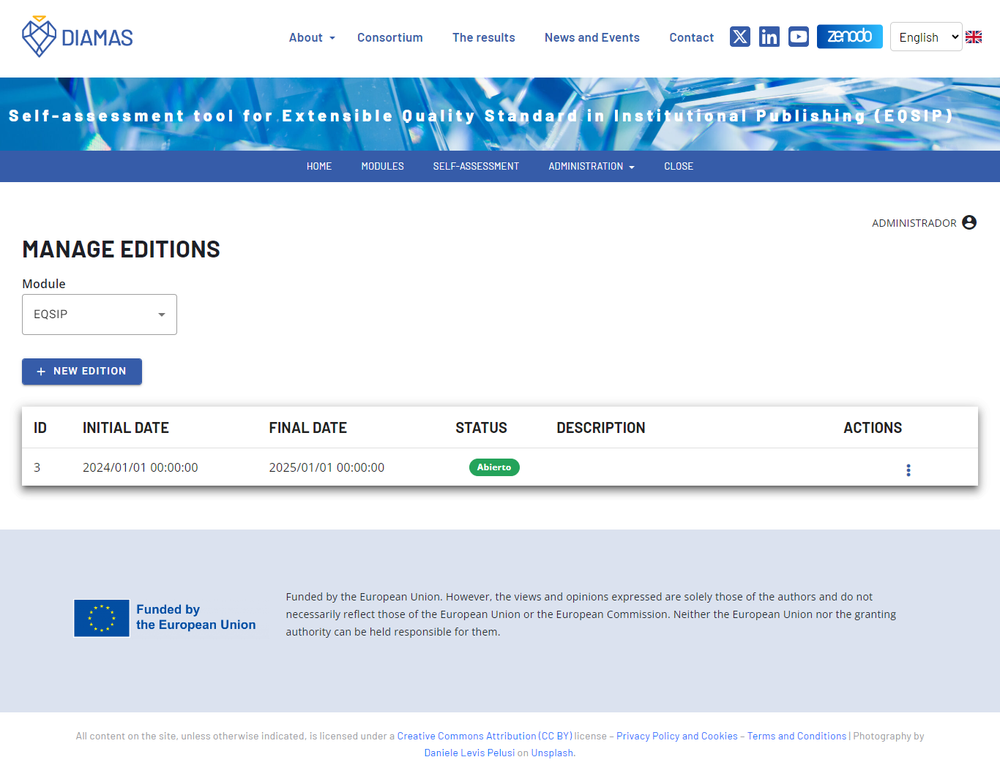 DIAMAS
About
Consortium
The results
News and Events
Contact
zenodo
English
Self-assessment tool for Extensible Quality Standard in Institutional Publishing (EQSIP)
HOME
MODULES
SELF-ASSESSMENT
ADMINISTRATION
CLOSE
ADMINISTRADOR
MANAGE EDITIONS
Module
EQSIP
+ NEW EDITION
ID INITIAL DATE FINAL DATE STATUS DESCRIPTION ACTIONS
3 2024/01/01 00:00:00 2025/01/01 00:00:00 Abierto
Funded by
the European Union
Funded by the European Union. However, the views and opinions expressed are solely those of the authors and do not
necessarily reflect those of the European Union or the European Commission. Neither the European Union nor the granting
authority can be held responsible for them.
All content on the site, unless otherwise indicated, is licensed under a Creative Commons Attribution (CC BY) license – Privacy Policy and Cookies – Terms and Conditions | Photography by
Daniele Levis Pelusi on Unsplash.